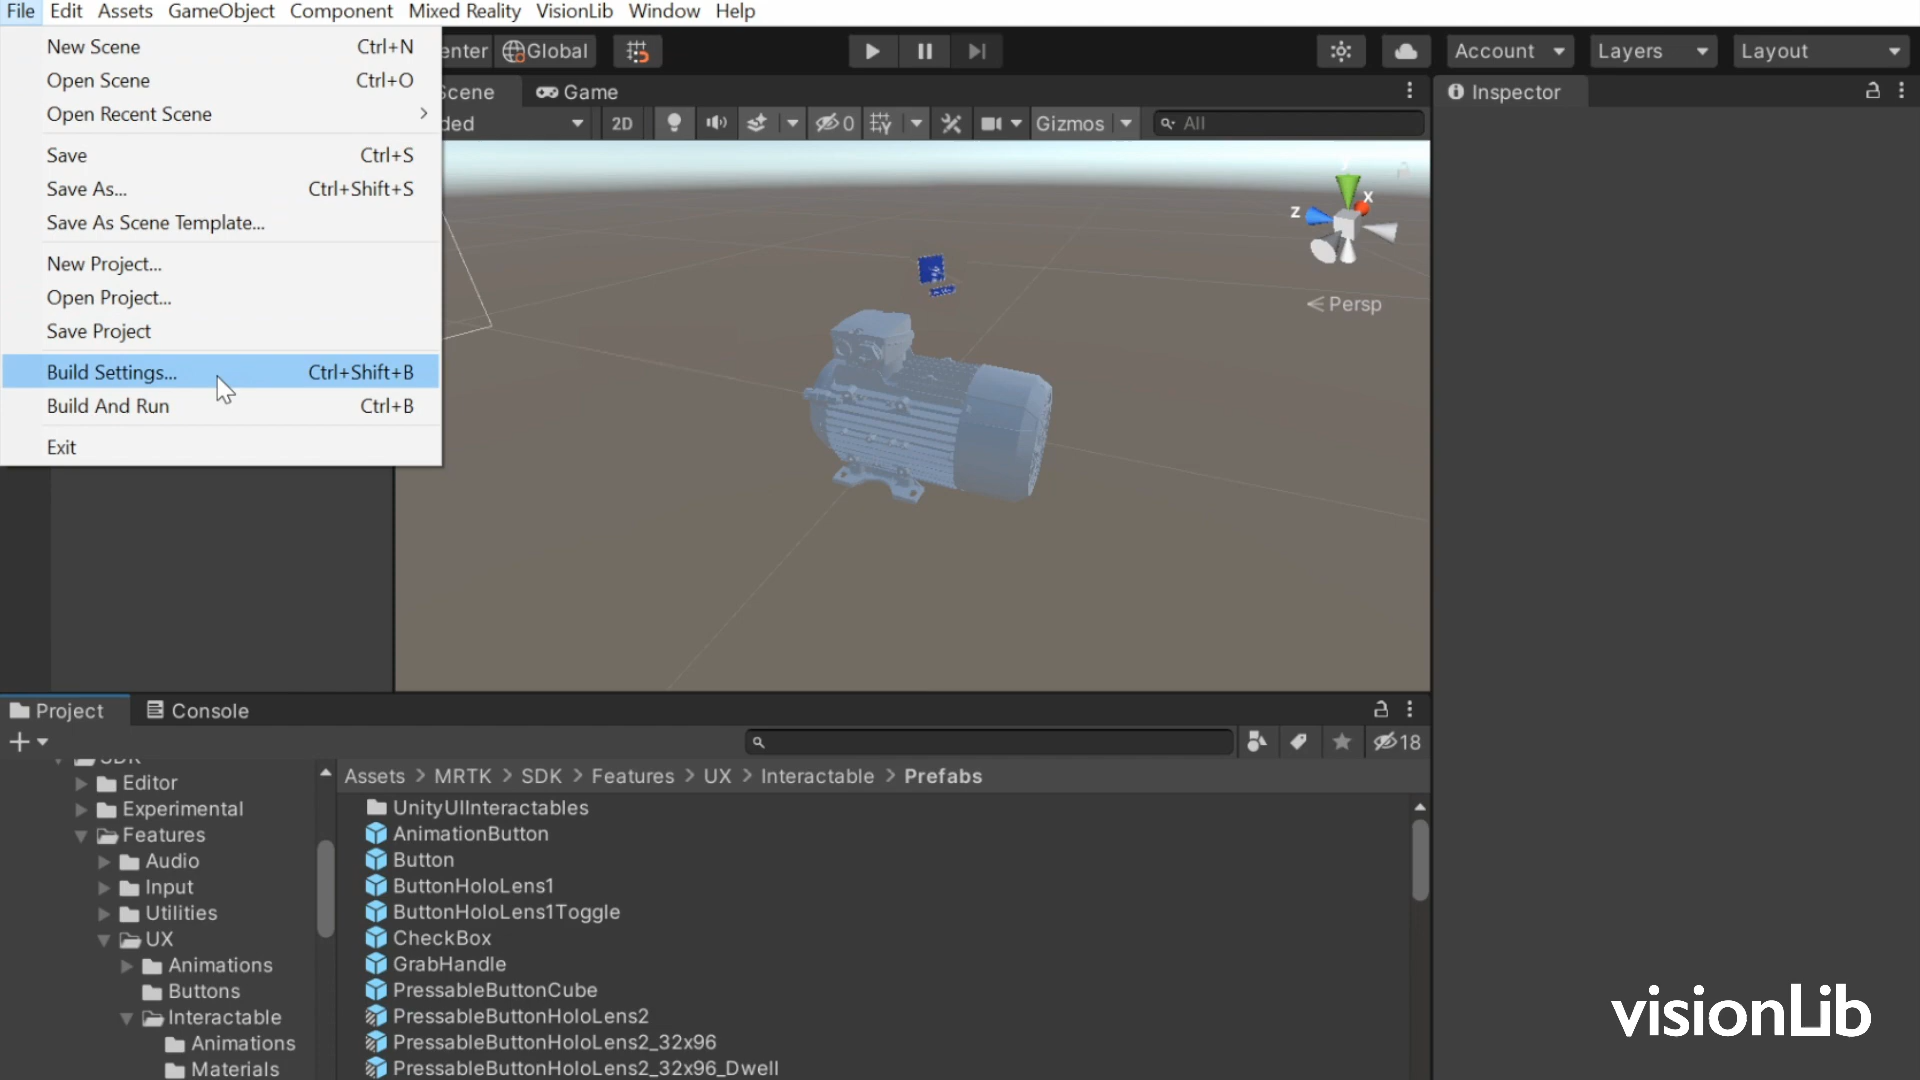 File Edit Assets GameObject Component Mixed Reality VisionLib Window Help
New Scene Ctrl+N
Open Scene Ctrl+O
Open Recent Scene
Save Ctrl+S
Save As... Ctrl+Shift+S
Save As Scene Template...
New Project...
Open Project...
Save Project
Build Settings... Ctrl+Shift+B
Build And Run Ctrl+B
Exit
enter Global Account Layers Layout
Scene Game Inspector
ded 2D 0 Gizmos All
x
z
Persp
Project Console
18
SDK
Editor
Experimental
Features
Audio
Input
Utilities
UX
Animations
Buttons
Interactable
Animations
Materials
Assets > MRTK > SDK > Features > UX > Interactable > Prefabs
UnityUIInteractables
AnimationButton
Button
ButtonHoloLens1
ButtonHoloLens1Toggle
CheckBox
GrabHandle
PressableButtonCube
PressableButtonHoloLens2
PressableButtonHoloLens2_32x96
PressableButtonHoloLens2_32x96_Dwell
visionLib